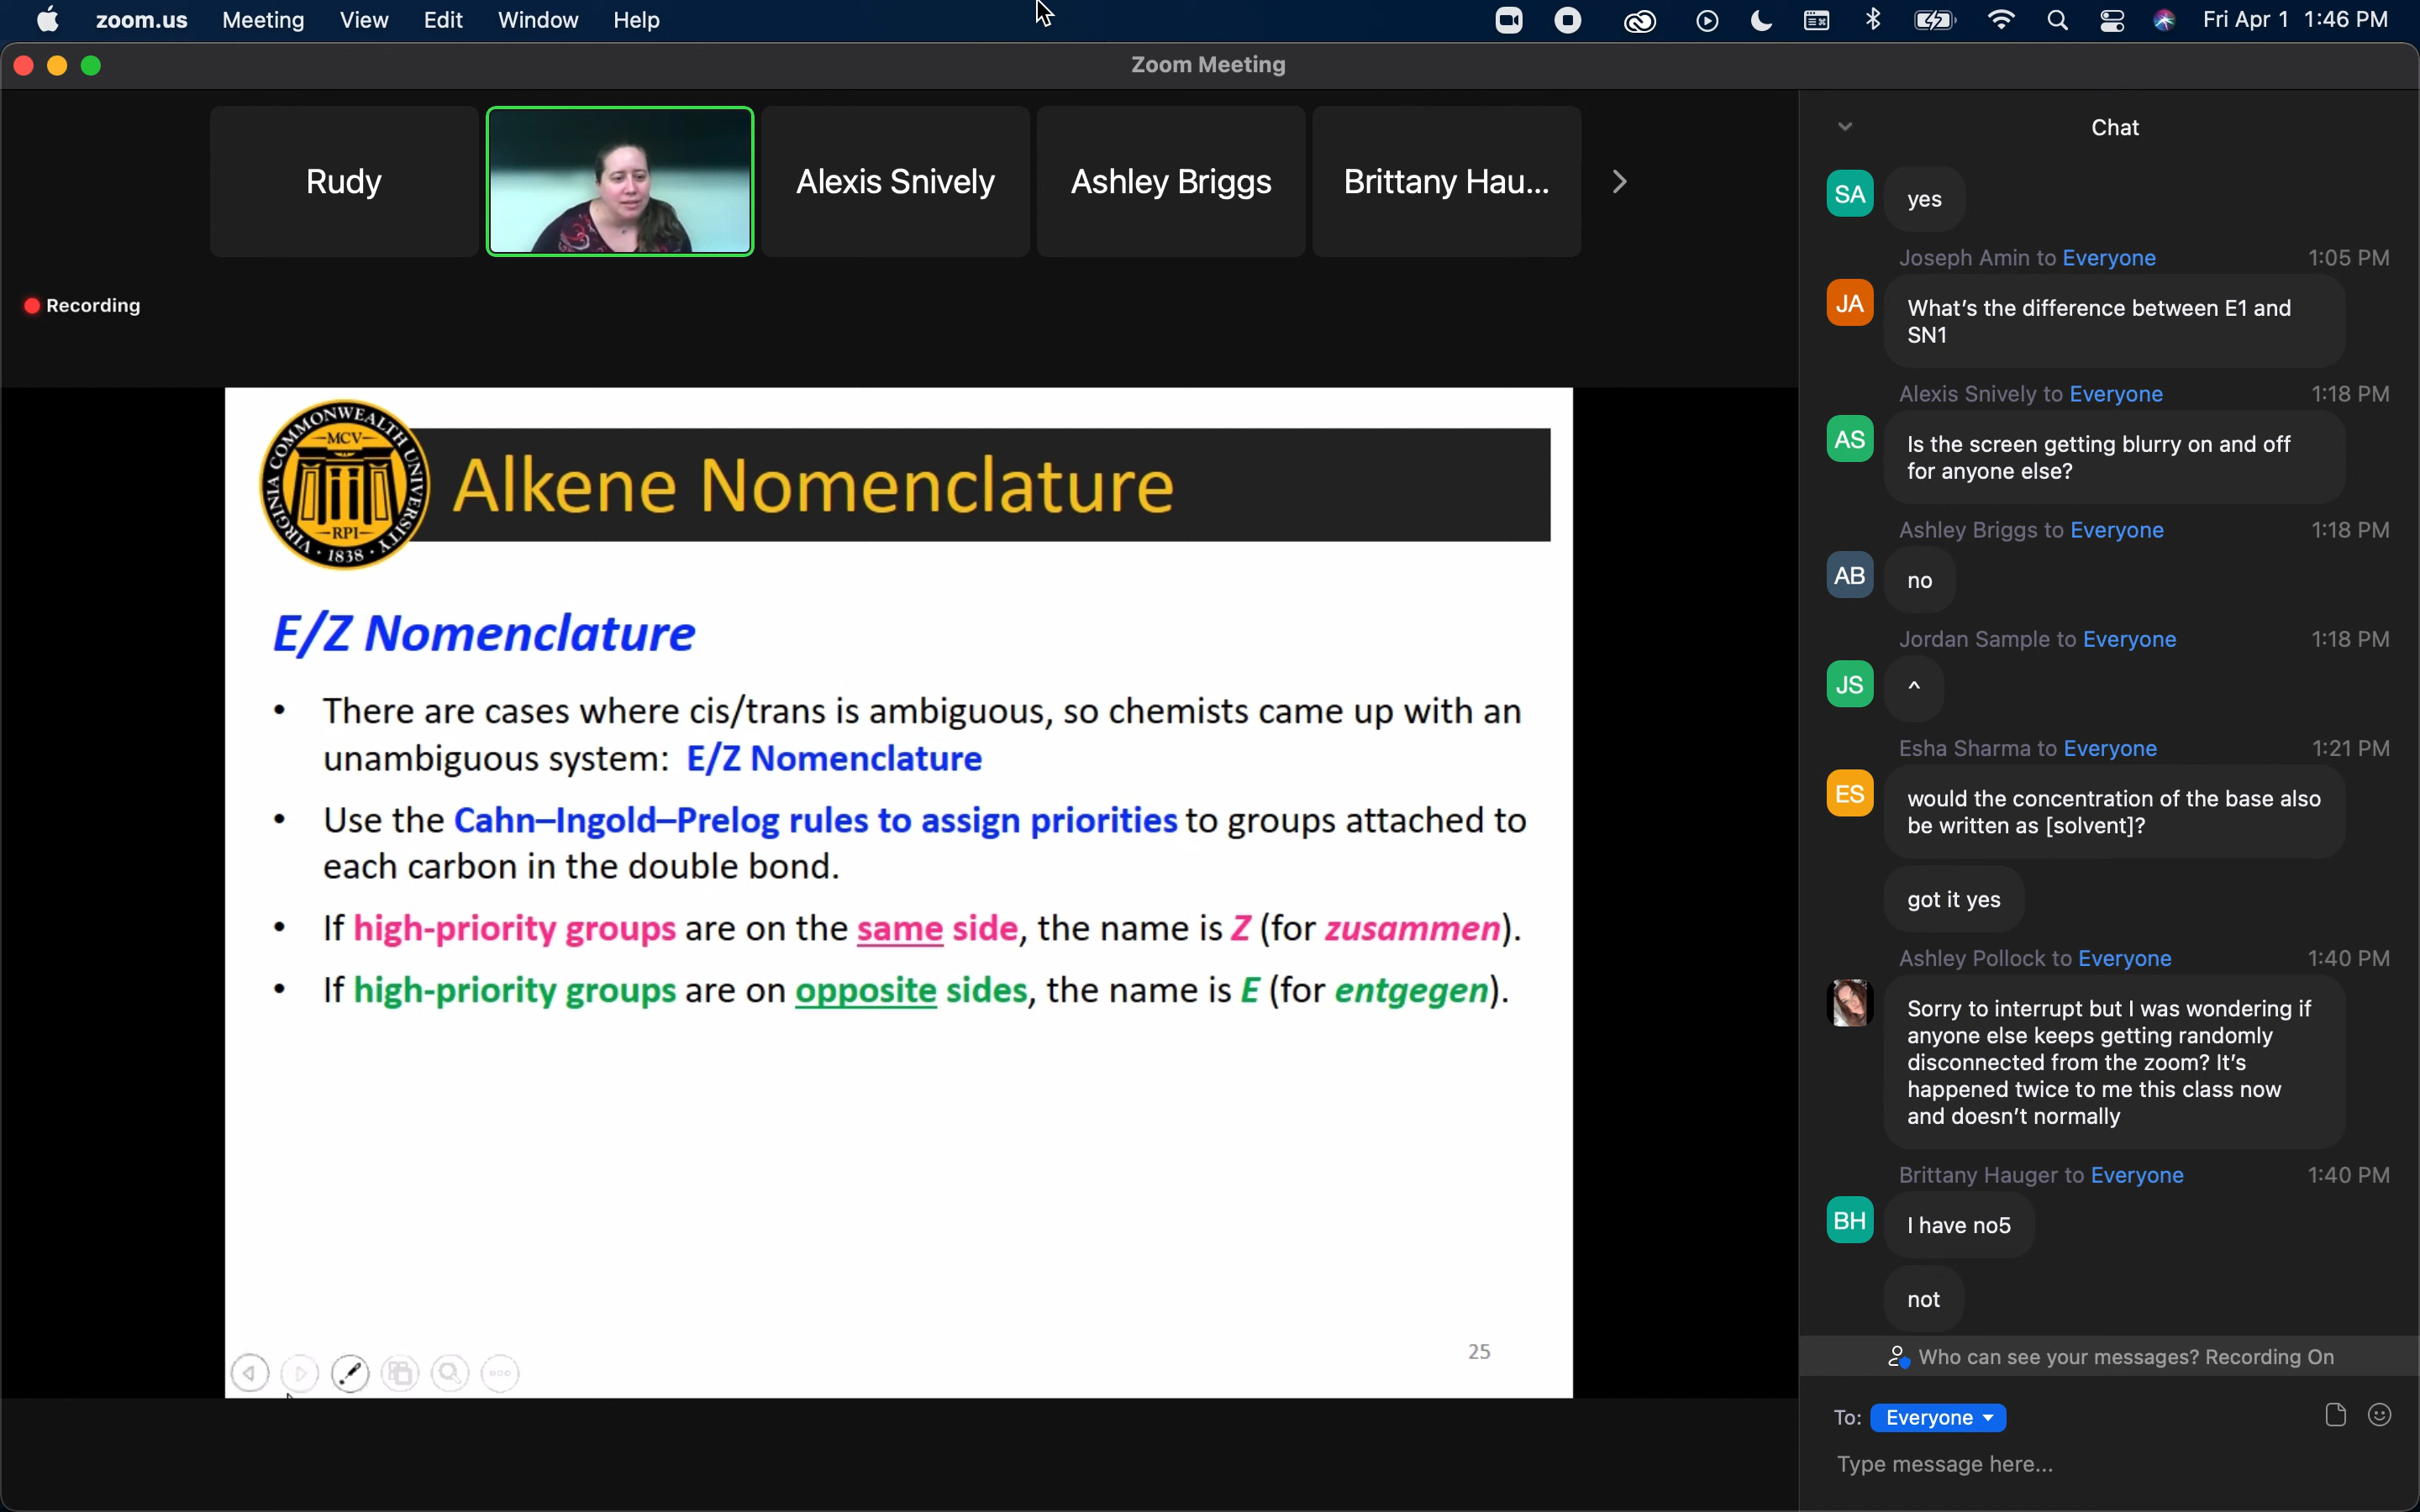 zoom.us Meeting View Edit Window Help Fri Apr 1 1:46 PM
Zoom Meeting
Rudy
Alexis Snively
Ashley Briggs
Brittany Hau...
Recording
VIRGINIA COMMONWEALTH UNIVERSITY
MCV
RPI
1838
Alkene Nomenclature
E/Z Nomenclature
• There are cases where cis/trans is ambiguous, so chemists came up with an
unambiguous system: E/Z Nomenclature
• Use the Cahn–Ingold–Prelog rules to assign priorities to groups attached to
each carbon in the double bond.
• If high-priority groups are on the same side, the name is Z (for zusammen).
• If high-priority groups are on opposite sides, the name is E (for entgegen).
25
Chat
SA
yes
Joseph Amin to Everyone 1:05 PM
JA
What's the difference between E1 and
SN1
Alexis Snively to Everyone 1:18 PM
AS
Is the screen getting blurry on and off
for anyone else?
Ashley Briggs to Everyone 1:18 PM
AB
no
Jordan Sample to Everyone 1:18 PM
JS
^
Esha Sharma to Everyone 1:21 PM
ES
would the concentration of the base also
be written as [solvent]?
got it yes
Ashley Pollock to Everyone 1:40 PM
Sorry to interrupt but I was wondering if
anyone else keeps getting randomly
disconnected from the zoom? It's
happened twice to me this class now
and doesn't normally
Brittany Hauger to Everyone 1:40 PM
BH
I have no5
not
Who can see your messages? Recording On
To: Everyone
Type message here...